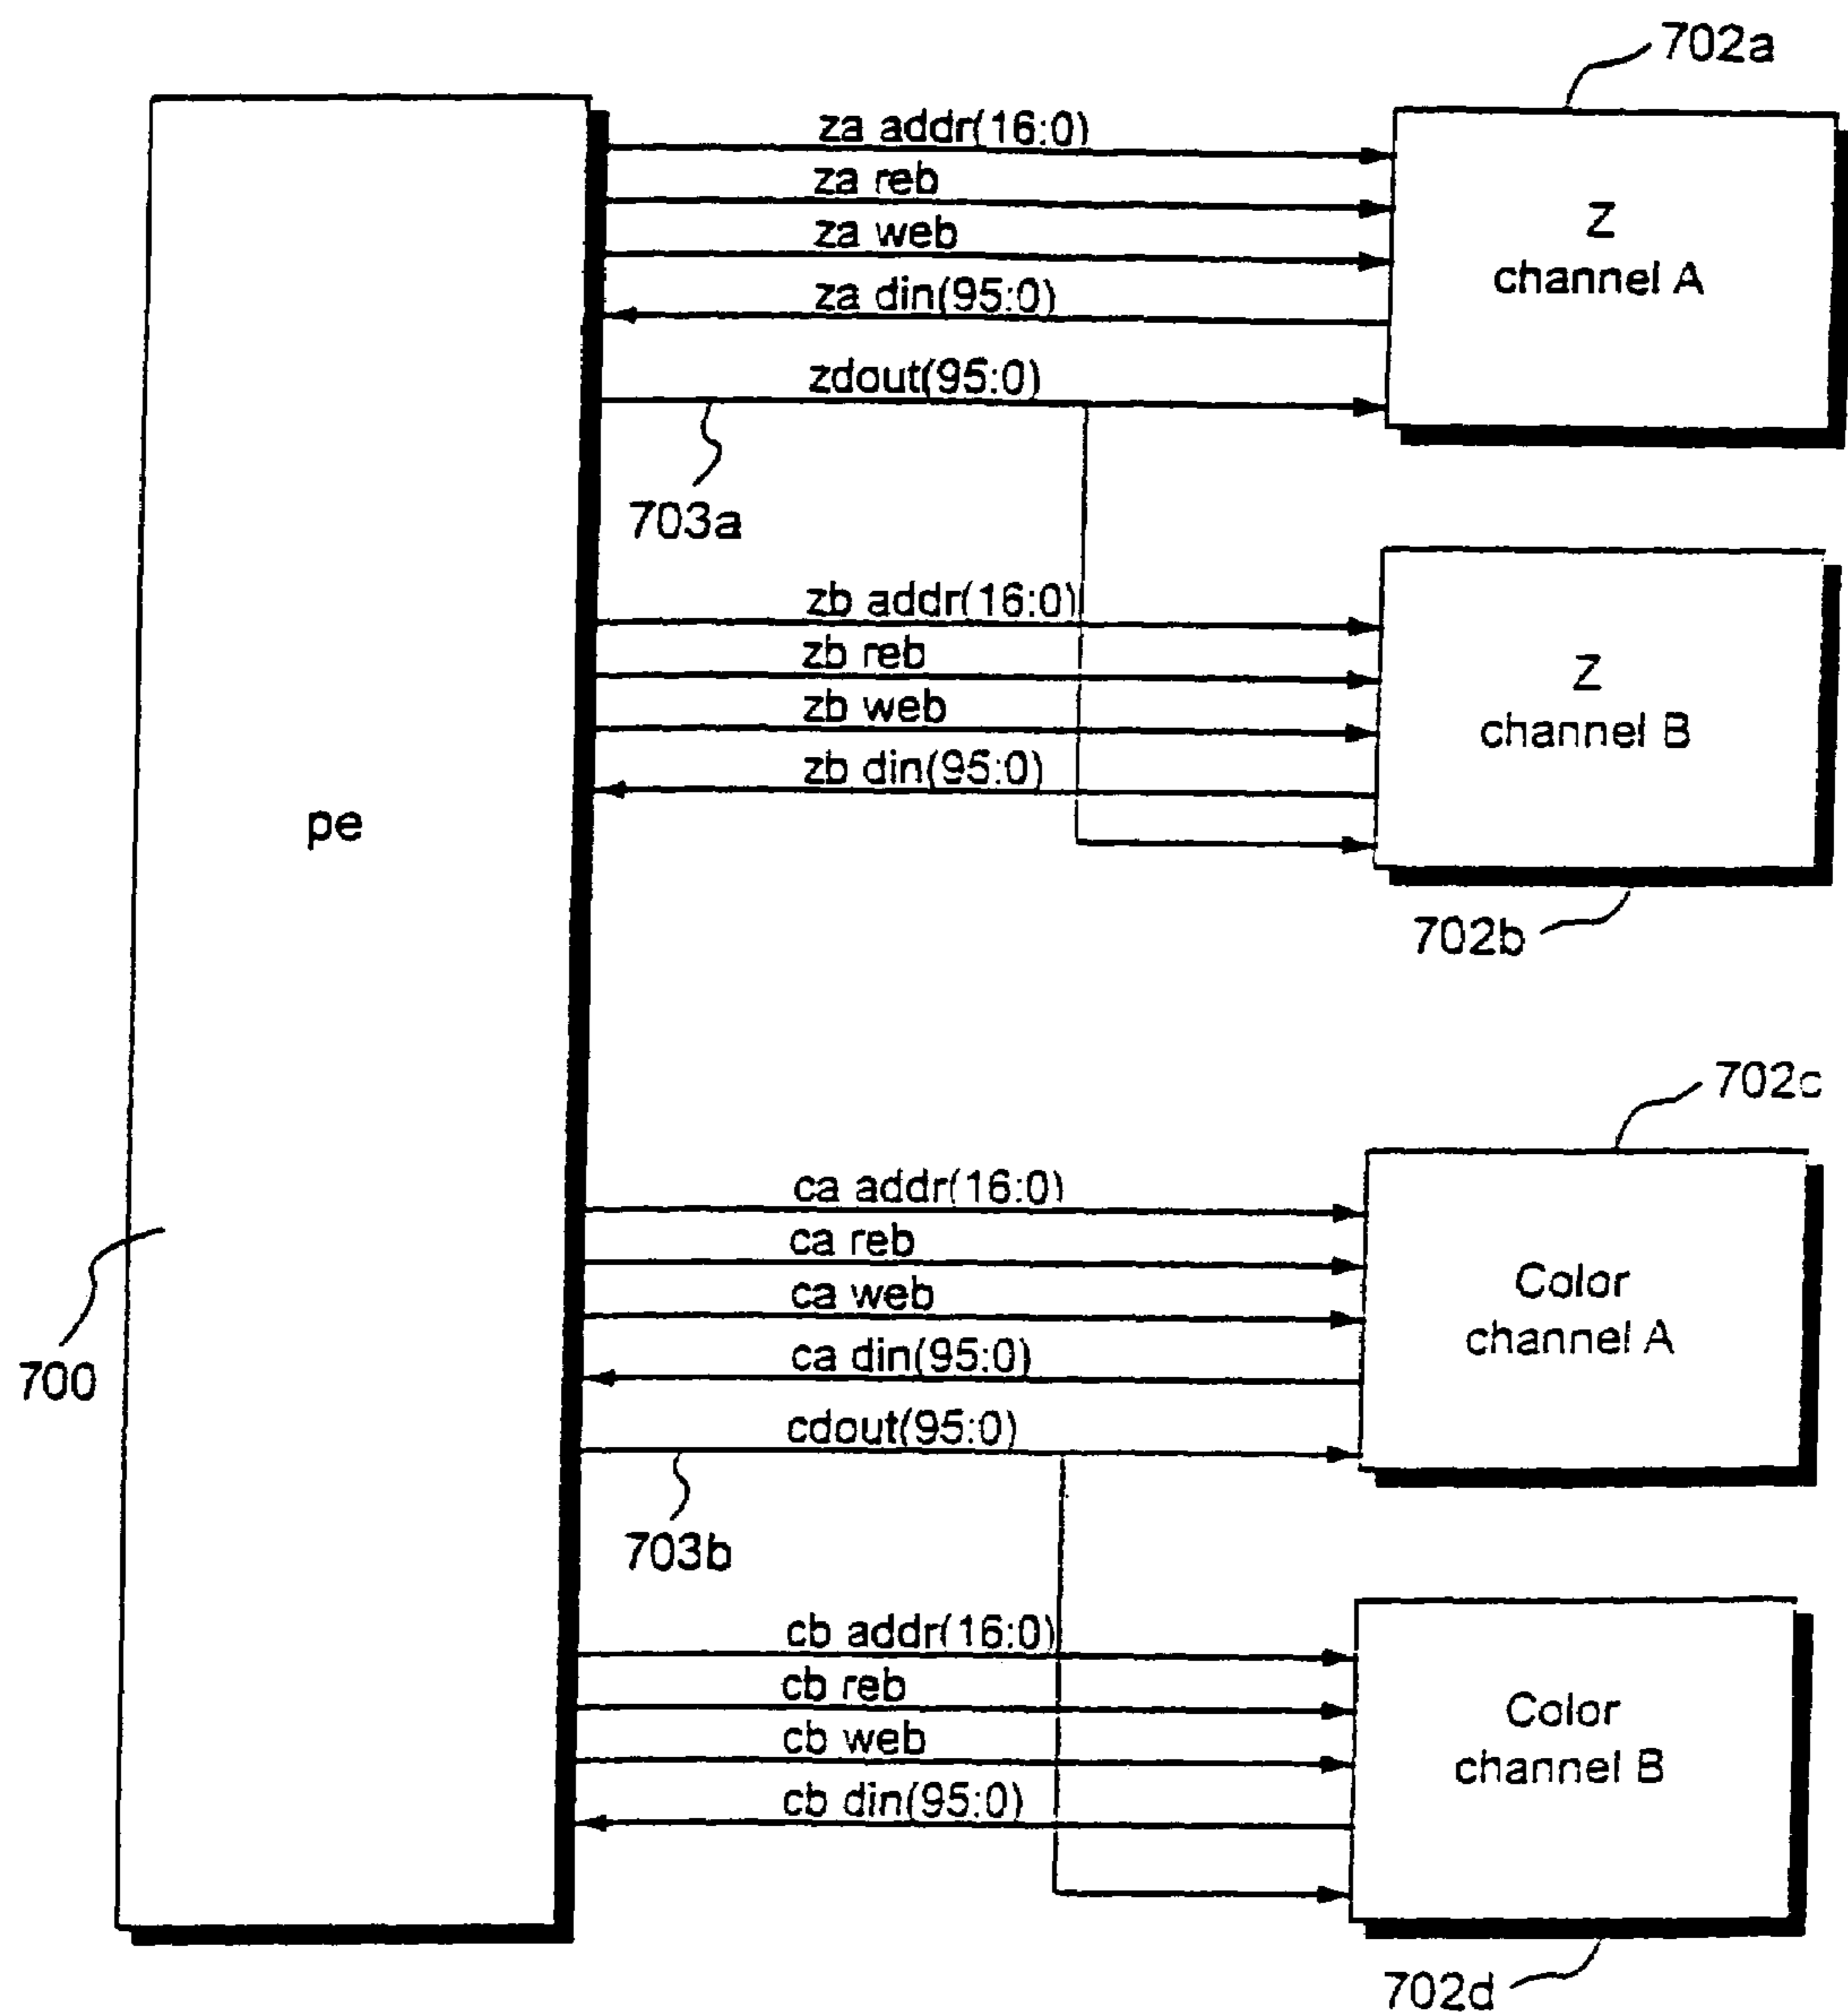 702a
za addr(16:0)
za reb
za web
za din(95:0)
zdout(95:0)
Z
channel A
703a
zb addr(16:0)
zb reb
zb web
zb din(95:0)
Z
channel B
pe
702b
702c
ca addr(16:0)
ca reb
ca web
ca din(95:0)
cdout(95:0)
Color
channel A
700
703b
cb addr(16:0)
cb reb
cb web
cb din(95:0)
Color
channel B
702d